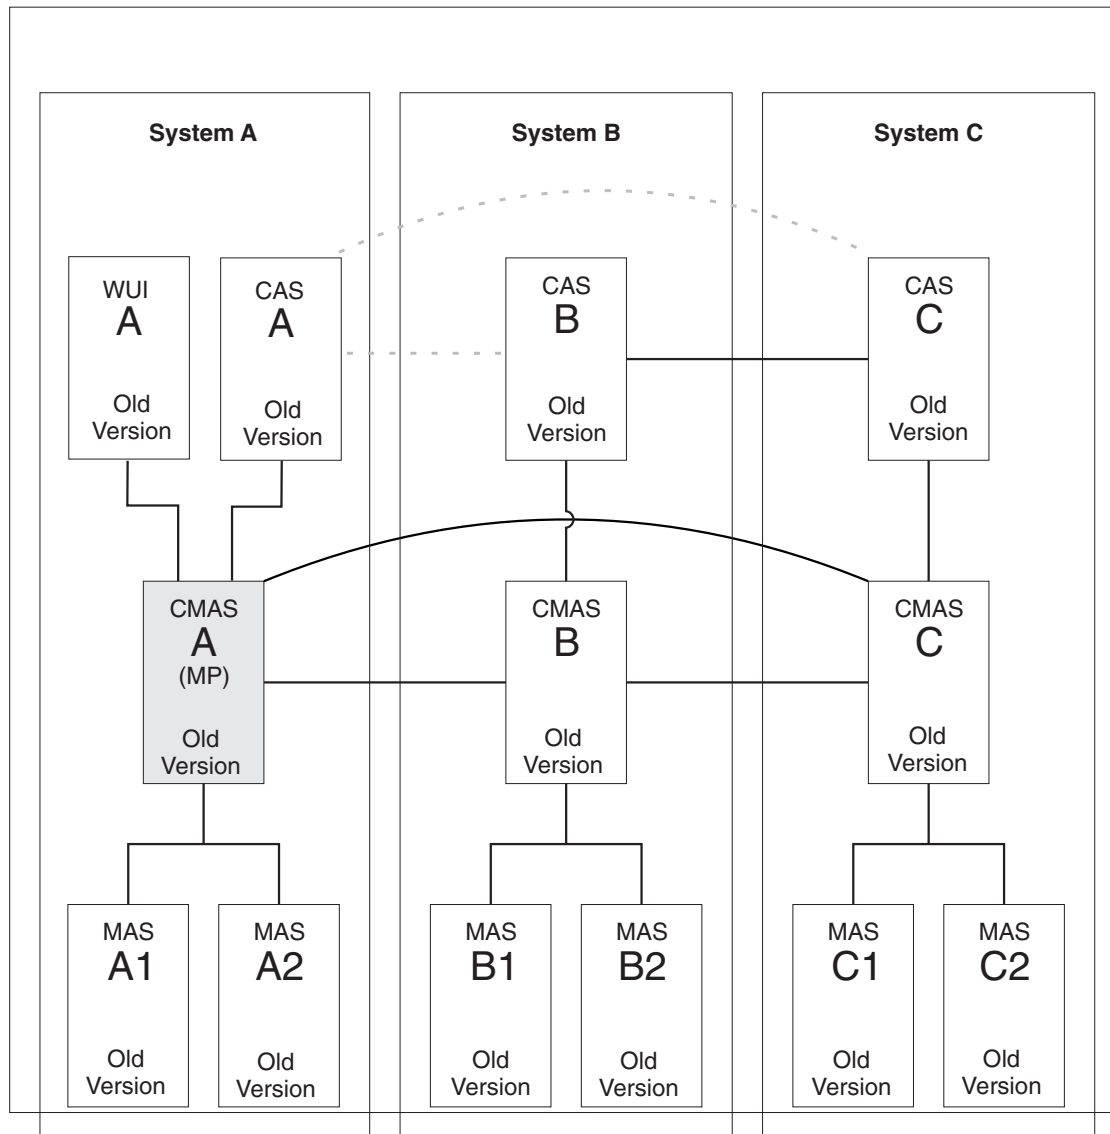 System A
System B
System C
WUI
A
Old
Version
CAS
A
Old
Version
CAS
B
Old
Version
CAS
C
Old
Version
CMAS
A
(MP)
Old
Version
CMAS
B
Old
Version
CMAS
C
Old
Version
MAS
A1
Old
Version
MAS
A2
Old
Version
MAS
B1
Old
Version
MAS
B2
Old
Version
MAS
C1
Old
Version
MAS
C2
Old
Version